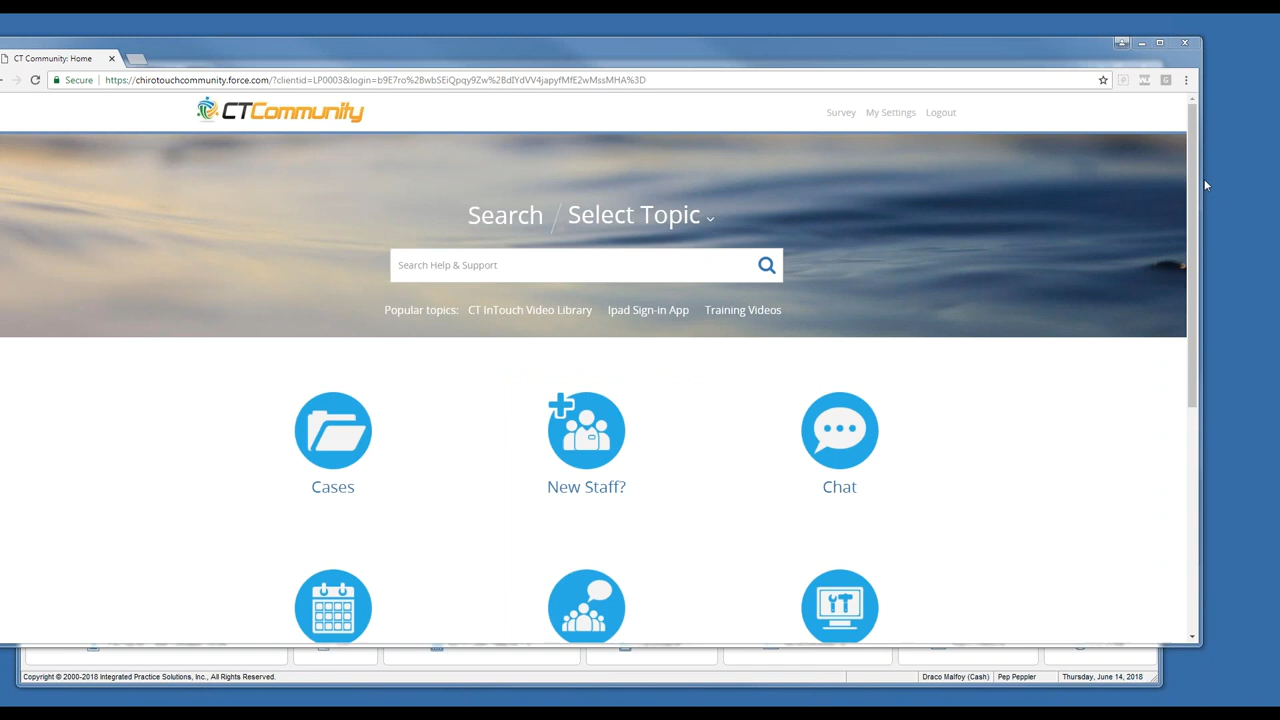 CT Community: Home
Secure https://chirotouchcommunity.force.com/?clientid=LP0003&login=b9E7ro%2BwbSEiQpqy9Zw%2BdIYdVV4japyfMfE2wMssMHA%3D
CTCommunity
Survey My Settings Logout
Search / Select Topic
Search Help & Support
Popular topics: CT InTouch Video Library Ipad Sign-in App Training Videos
Cases New Staff? Chat
Copyright © 2000-2018 Integrated Practice Solutions, Inc., All Rights Reserved. Draco Malfoy (Cash) Pep Peppler Thursday, June 14, 2018